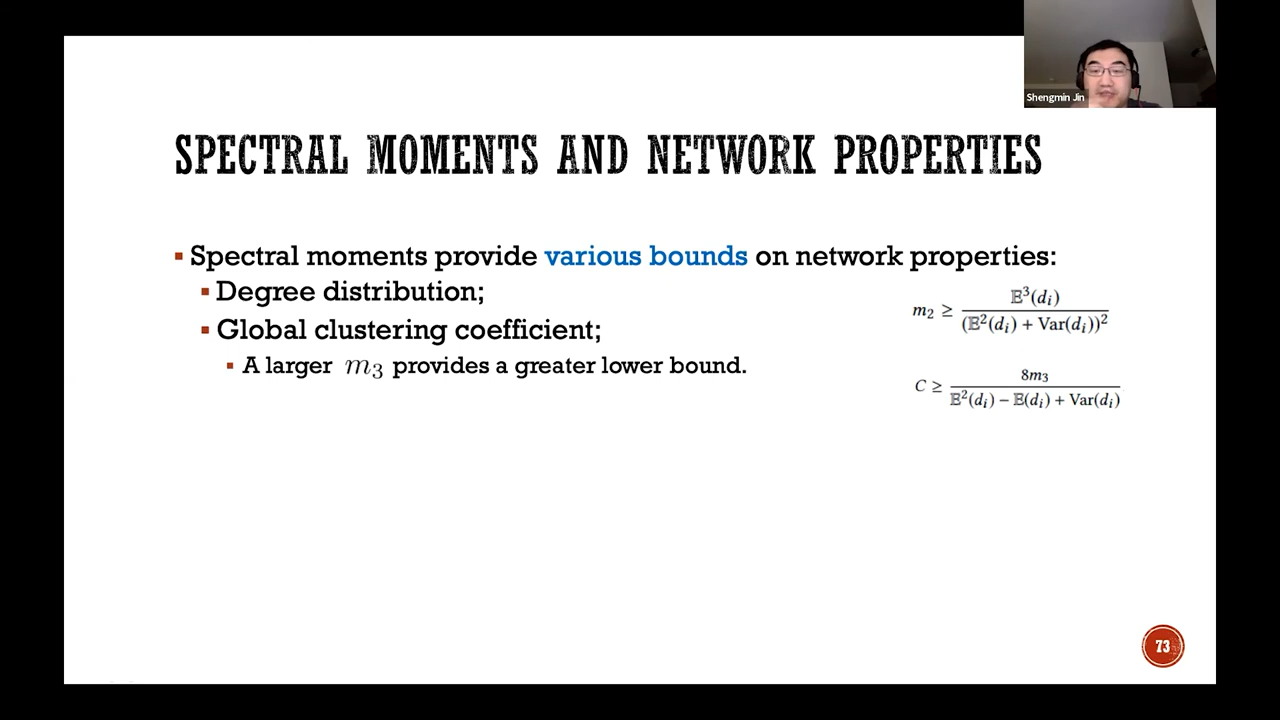 Shengmin Jin
SPECTRAL MOMENTS AND NETWORK PROPERTIES
▪ Spectral moments provide various bounds on network properties:
▪ Degree distribution;
m₂ ≥ 𝔼³(dᵢ) / (𝔼²(dᵢ) + Var(dᵢ))²
▪ Global clustering coefficient;
▪ A larger m₃ provides a greater lower bound.
C ≥ 8m₃ / 𝔼²(dᵢ) − 𝔼(dᵢ) + Var(dᵢ)
73